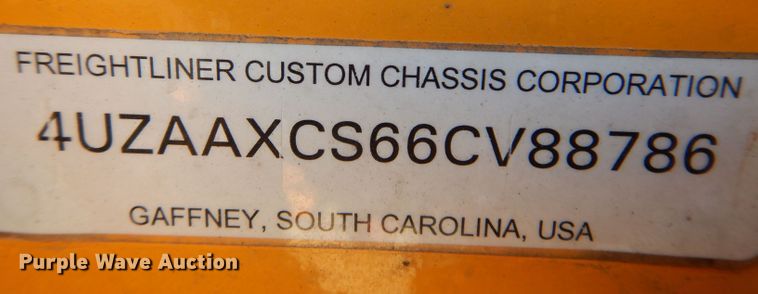 FREIGHTLINER CUSTOM CHASSIS CORPORATION
4UZAAXCS66CV88786
GAFFNEY, SOUTH CAROLINA, USA
Purple Wave Auction